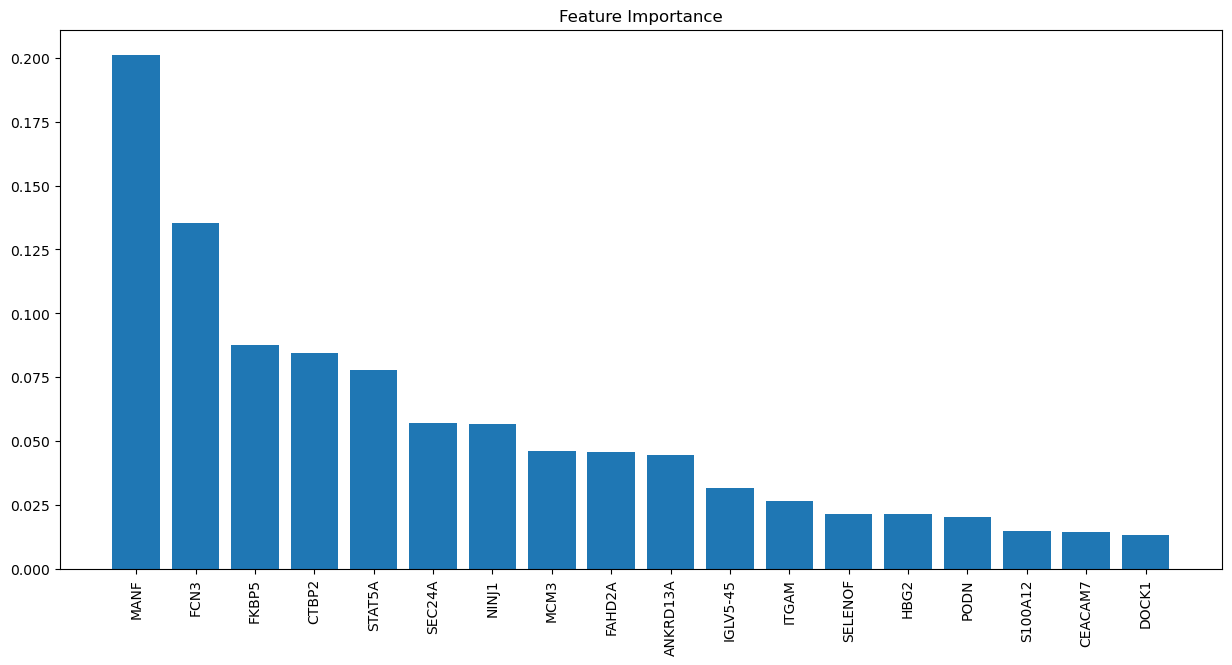 Feature Importance
0.200
0.175
0.150
0.125
0.100
0.075
0.050
0.025
0.000
MANF
FCN3
FKBP5
CTBP2
STAT5A
SEC24A
NINJ1
MCM3
FAHD2A
ANKRD13A
IGLV5-45
ITGAM
SELENOF
HBG2
PODN
S100A12
CEACAM7
DOCK1